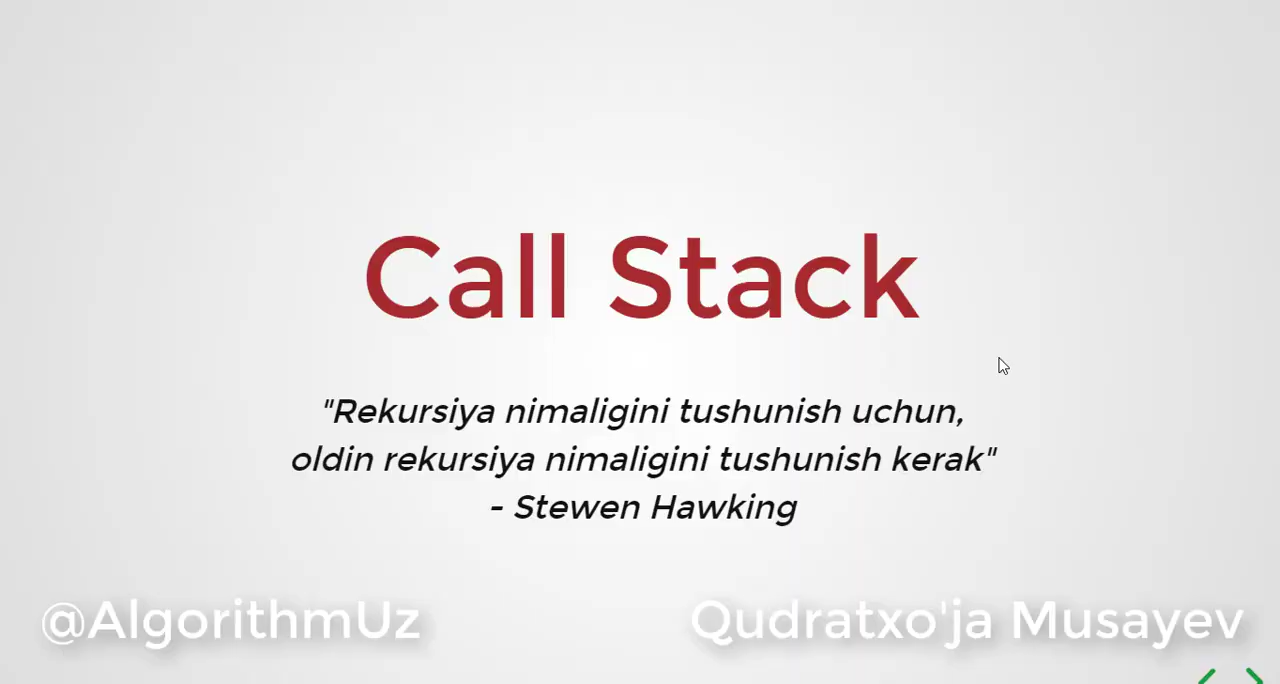 Call Stack
"Rekursiya nimaligini tushunish uchun,
oldin rekursiya nimaligini tushunish kerak"
- Stewen Hawking
@AlgorithmUz
Qudratxo'ja Musayev